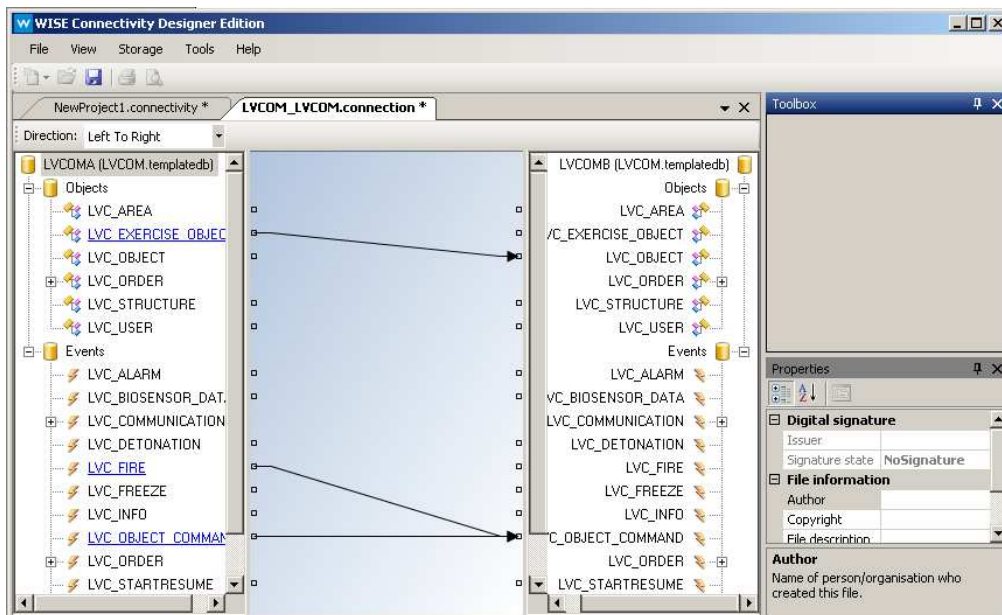 WISE Connectivity Designer Edition
File View Storage Tools Help
NewProject1.connectivity *
LVCOM_LVCOM.connection *
Direction: Left To Right
LVCOMA (LVCOM.templatedb)
Objects
LVC_AREA
LVC_EXERCISE_OBJEC
LVC_OBJECT
LVC_ORDER
LVC_STRUCTURE
LVC_USER
Events
LVC_ALARM
LVC_BIOSENSOR_DAT
LVC_COMMUNICATION
LVC_DETONATION
LVC_FIRE
LVC_FREEZE
LVC_INFO
LVC_OBJECT_COMMAN
LVC_ORDER
LVC_STARTRESUME
LVCOMB (LVCOM.templatedb)
Objects
LVC_AREA
VC_EXERCISE_OBJECT
LVC_OBJECT
LVC_ORDER
LVC_STRUCTURE
LVC_USER
Events
LVC_ALARM
VC_BIOSENSOR_DATA
LVC_COMMUNICATION
LVC_DETONATION
LVC_FIRE
LVC_FREEZE
LVC_INFO
C_OBJECT_COMMAND
LVC_ORDER
LVC_STARTRESUME
Toolbox
Properties
Digital signature
Issuer
Signature state NoSignature
File information
Author
Copyright
File description
Author
Name of person/organisation who
created this file.